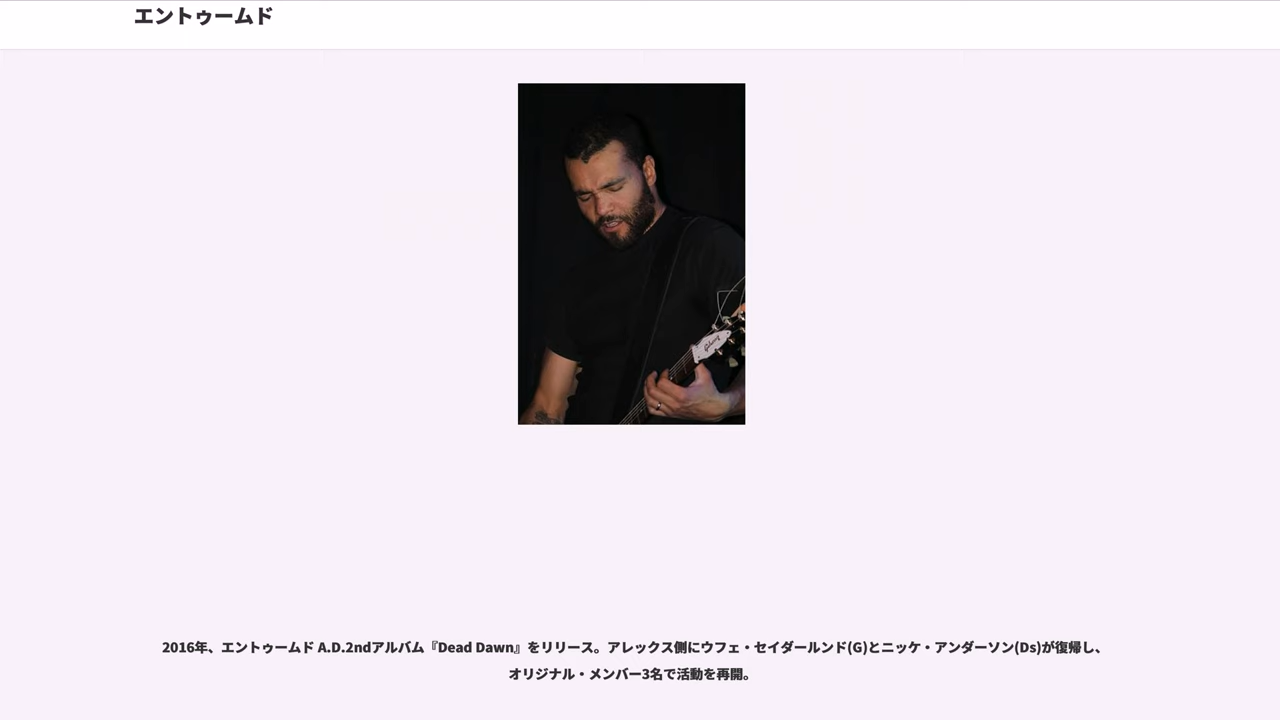 エントゥームド
Gibson
2016年、エントゥームド A.D.2ndアルバム『Dead Dawn』をリリース。アレックス側にウフェ・セイダールンド(G)とニッケ・アンダーソン(Ds)が復帰し、
オリジナル・メンバー3名で活動を再開。